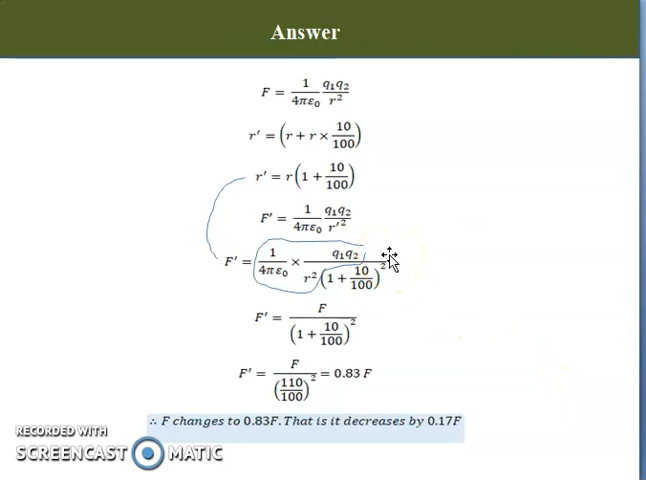 Answer
F = 1/4πε₀ q₁q₂/r²
r′ = (r + r × 10/100)
r′ = r(1 + 10/100)
F′ = 1/4πε₀ q₁q₂/r′²
F′ = 1/4πε₀ × q₁q₂/r²(1 + 10/100)²
F′ = F/(1 + 10/100)²
F′ = F/(110/100)² = 0.83 F
∴ F changes to 0.83F. That is it decreases by 0.17F
RECORDED WITH
SCREENCAST MATIC